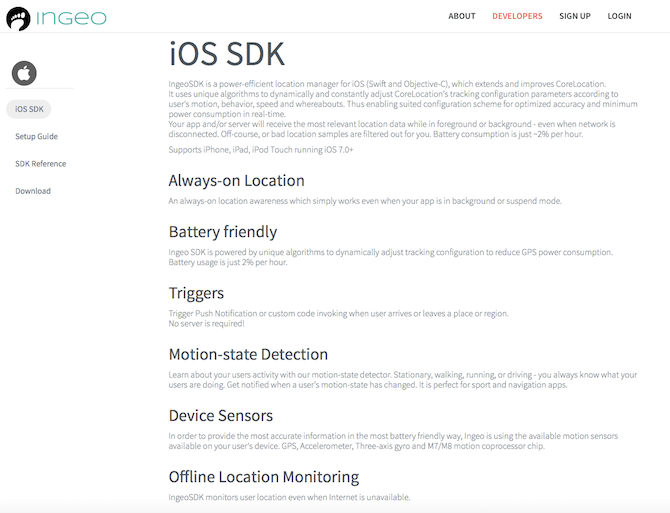 INGEO
ABOUT DEVELOPERS SIGN UP LOGIN
iOS SDK
Setup Guide
SDK Reference
Download
iOS SDK
IngeoSDK is a power-efficient location manager for iOS (Swift and Objective-C), which extends and improves CoreLocation.
It uses unique algorithms to dynamically and constantly adjust CoreLocation's tracking configuration parameters according to
user's motion, behavior, speed and whereabouts. Thus enabling suited configuration scheme for optimized accuracy and minimum
power consumption in real-time.
Your app and/or server will receive the most relevant location data while in foreground or background - even when network is
disconnected. Off-course, or bad location samples are filtered out for you. Battery consumption is just ~2% per hour.
Supports iPhone, iPad, iPod Touch running iOS 7.0+
Always-on Location
An always-on location awareness which simply works even when your app is in background or suspend mode.
Battery friendly
Ingeo SDK is powered by unique algorithms to dynamically adjust tracking configuration to reduce GPS power consumption.
Battery usage is just 2% per hour.
Triggers
Trigger Push Notification or custom code invoking when user arrives or leaves a place or region.
No server is required!
Motion-state Detection
Learn about your users activity with our motion-state detector. Stationary, walking, running, or driving - you always know what your
users are doing. Get notified when a user's motion-state has changed. It is perfect for sport and navigation apps.
Device Sensors
In order to provide the most accurate information in the most battery friendly way, Ingeo is using the available motion sensors
available on your user's device. GPS, Accelerometer, Three-axis gyro and M7/M8 motion coprocessor chip.
Offline Location Monitoring
IngeoSDK monitors user location even when Internet is unavailable.